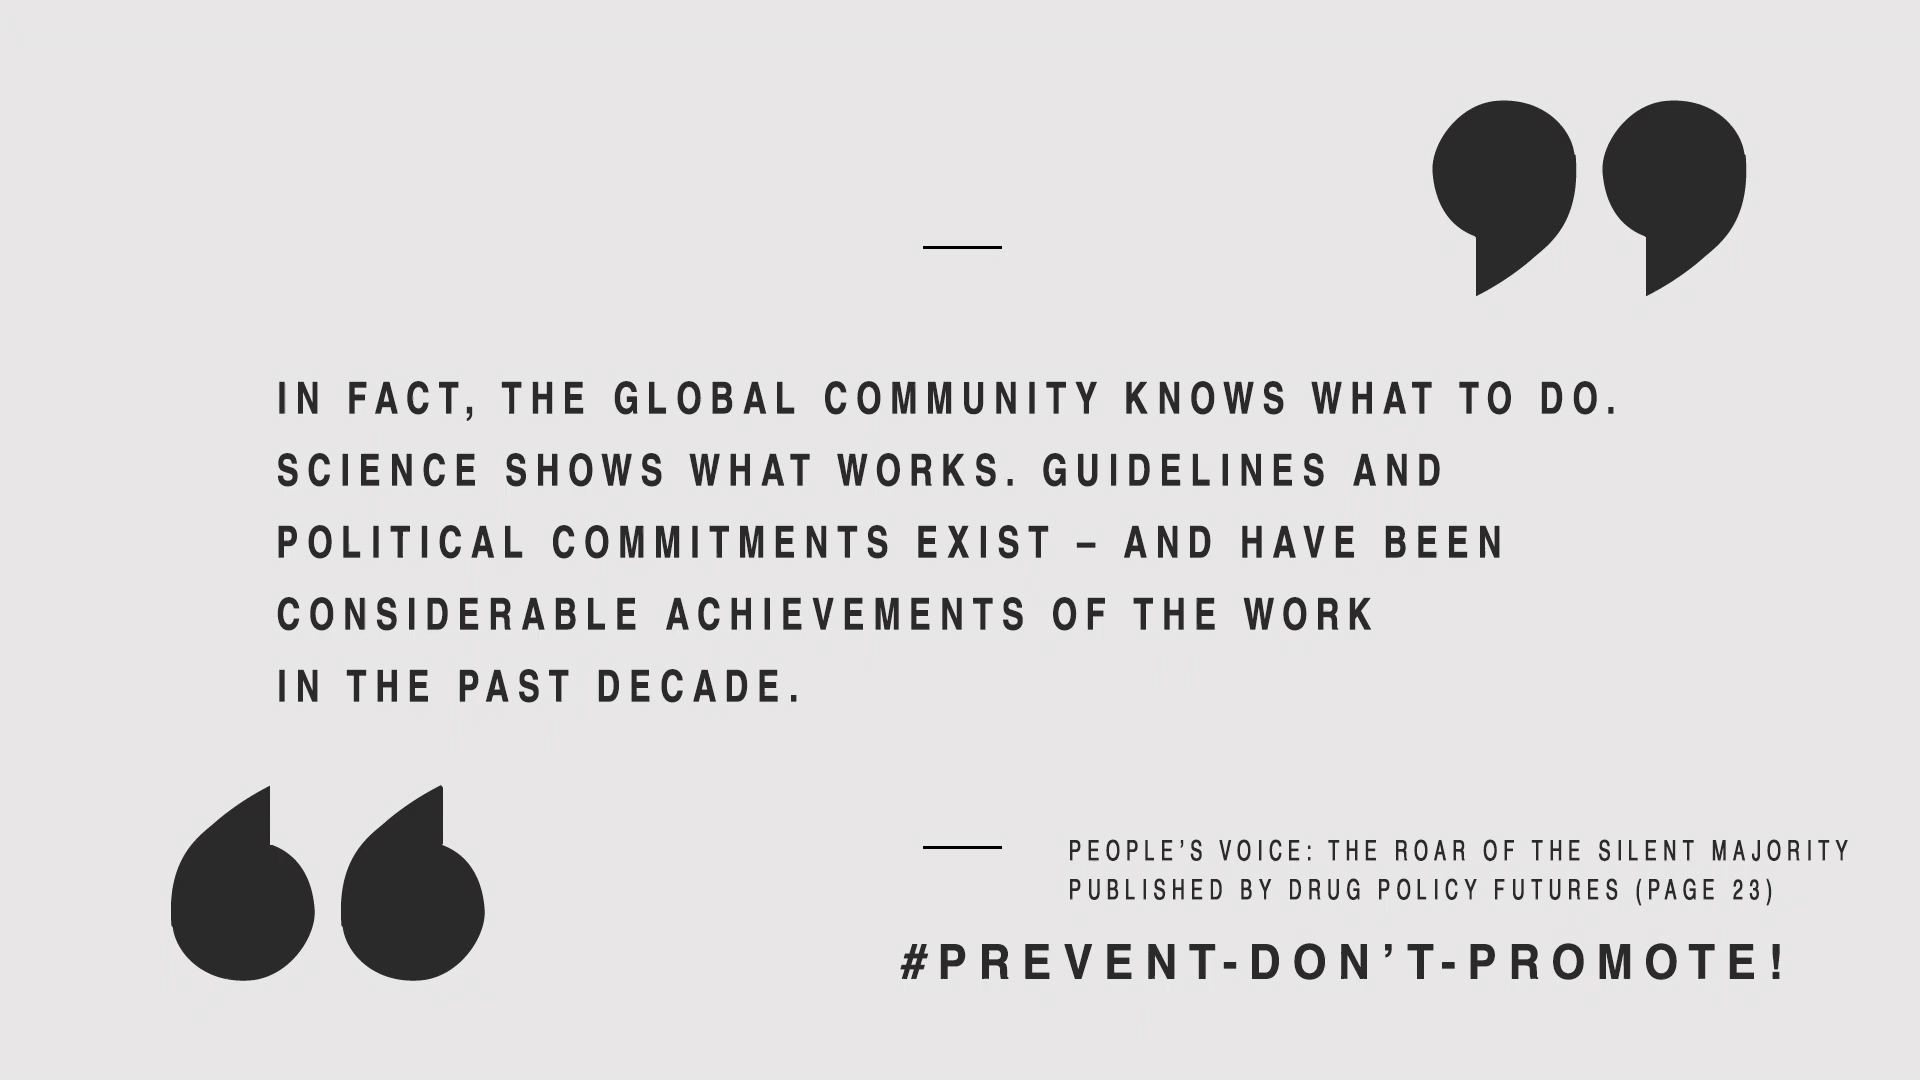 IN FACT, THE GLOBAL COMMUNITY KNOWS WHAT TO DO.
SCIENCE SHOWS WHAT WORKS. GUIDELINES AND
POLITICAL COMMITMENTS EXIST – AND HAVE BEEN
CONSIDERABLE ACHIEVEMENTS OF THE WORK
IN THE PAST DECADE.
PEOPLE’S VOICE: THE ROAR OF THE SILENT MAJORITY
PUBLISHED BY DRUG POLICY FUTURES (PAGE 23)
#PREVENT-DON’T-PROMOTE!